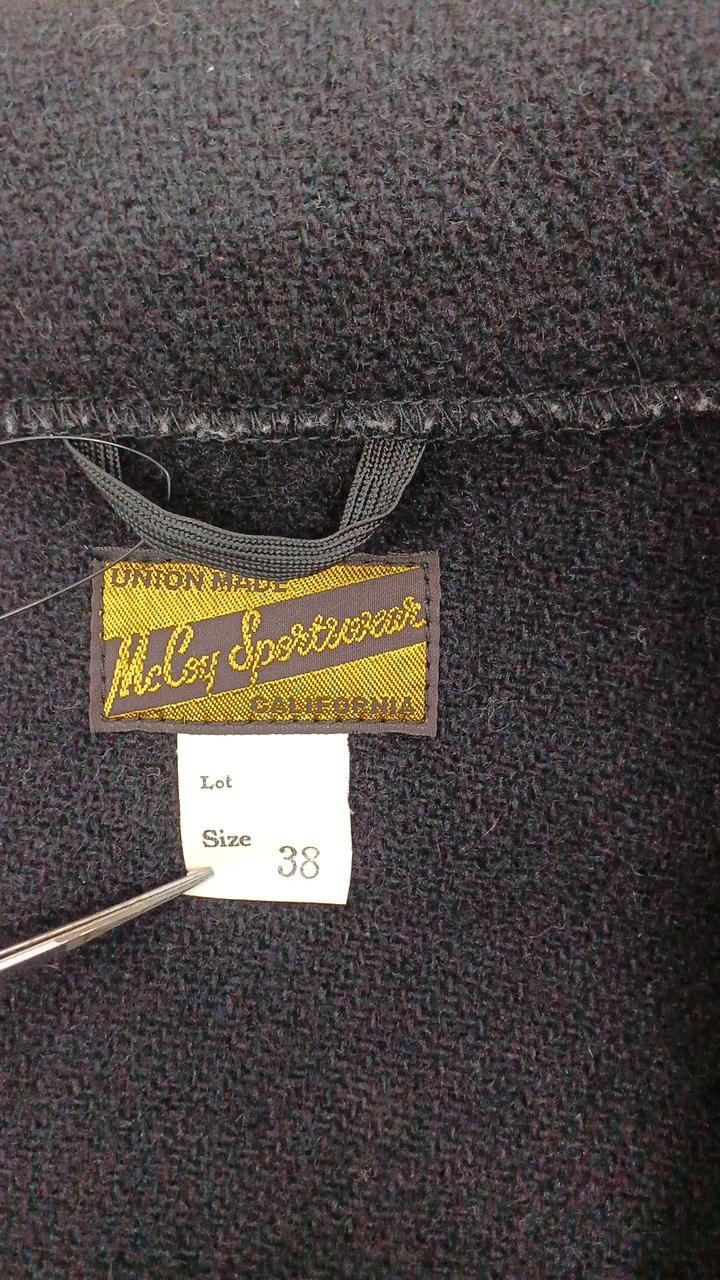 UNION MADE
McCoy Sportswear
CALIFORNIA
Lot
Size 38